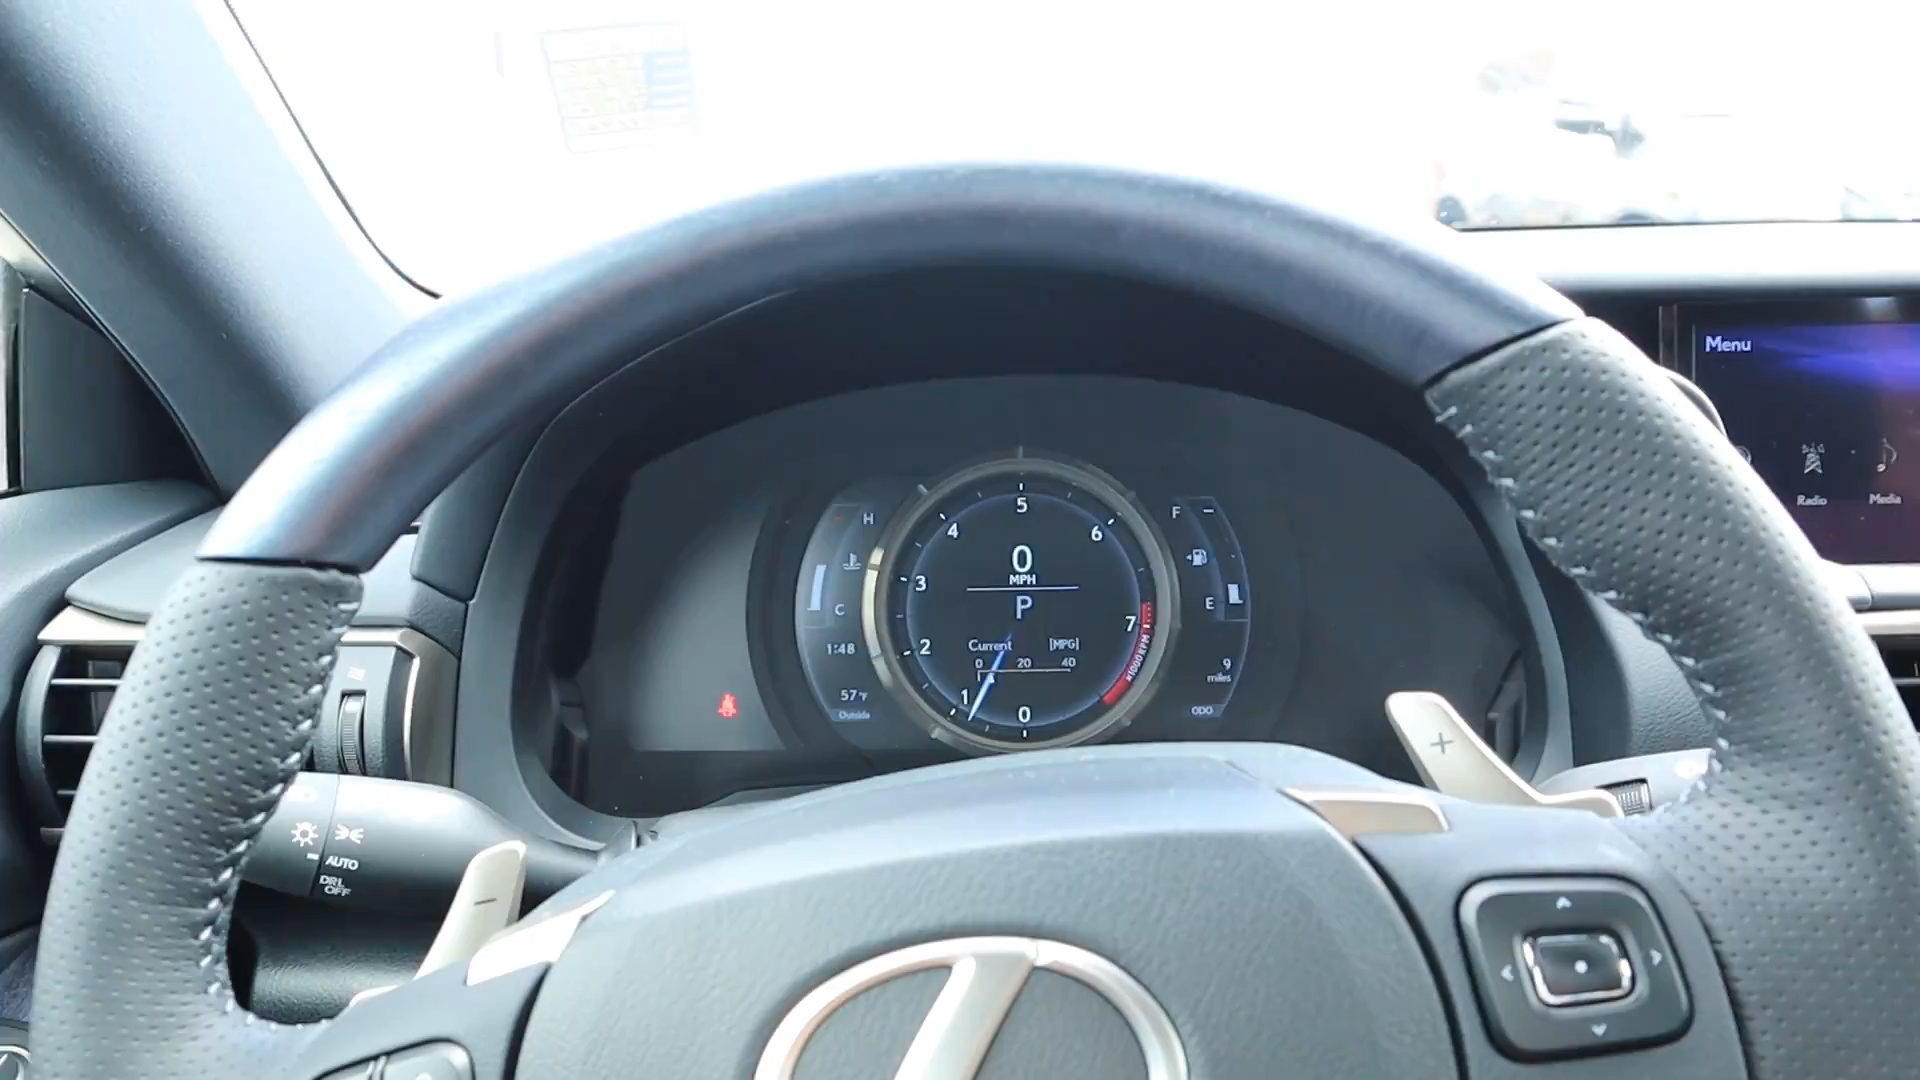 Menu
Radio
Media
H
C
1:48
57°F
Outside
5
4
6
3
7
2
1
0
x1000RPM
0
MPH
P
Current [MPG]
0 20 40
F
E
9
miles
ODO
+
-
AUTO
DRL
OFF